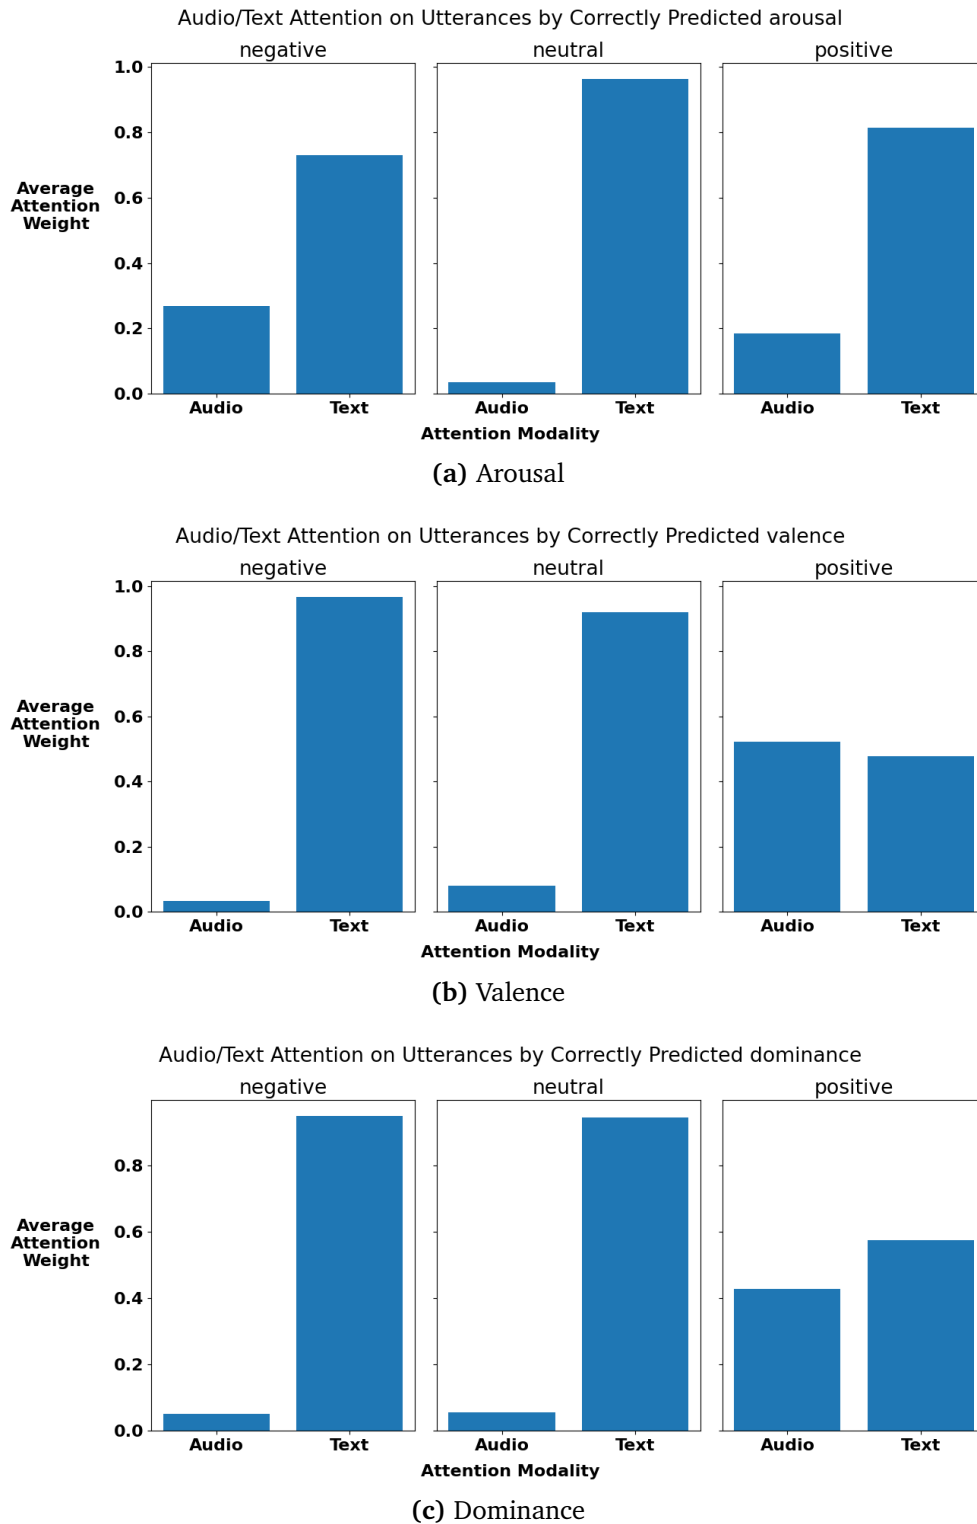 Audio/Text Attention on Utterances by Correctly Predicted arousal
negative
neutral
positive
1.0
0.8
0.6
0.4
0.2
0.0
Average
Attention
Weight
Audio
Text
Audio
Text
Audio
Text
Attention Modality
(a) Arousal
Audio/Text Attention on Utterances by Correctly Predicted valence
negative
neutral
positive
1.0
0.8
0.6
0.4
0.2
0.0
Average
Attention
Weight
Audio
Text
Audio
Text
Audio
Text
Attention Modality
(b) Valence
Audio/Text Attention on Utterances by Correctly Predicted dominance
negative
neutral
positive
0.8
0.6
0.4
0.2
0.0
Average
Attention
Weight
Audio
Text
Audio
Text
Audio
Text
Attention Modality
(c) Dominance